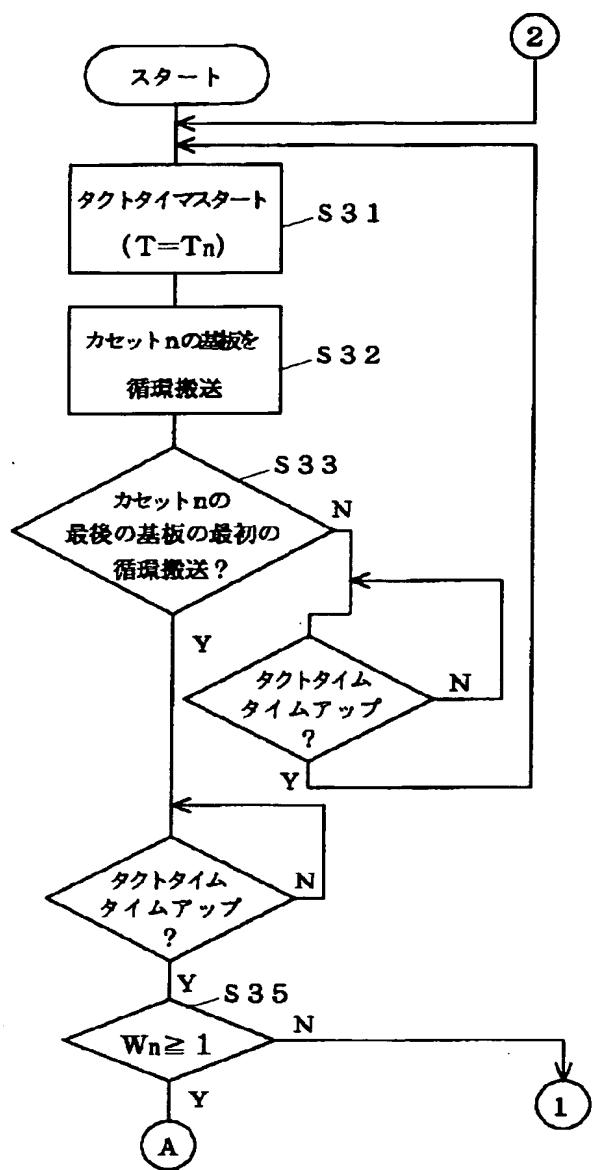 2
スタート
タクトタイマスタート
(T=Tn)
S31
カセットnの基板を
循環搬送
S32
S33
カセットnの
最後の基板の最初の
循環搬送?
N
Y
タクトタイム
タイムアップ
?
N
Y
タクトタイム
タイムアップ
?
N
Y
S35
Wn≧1
N
Y
1
A